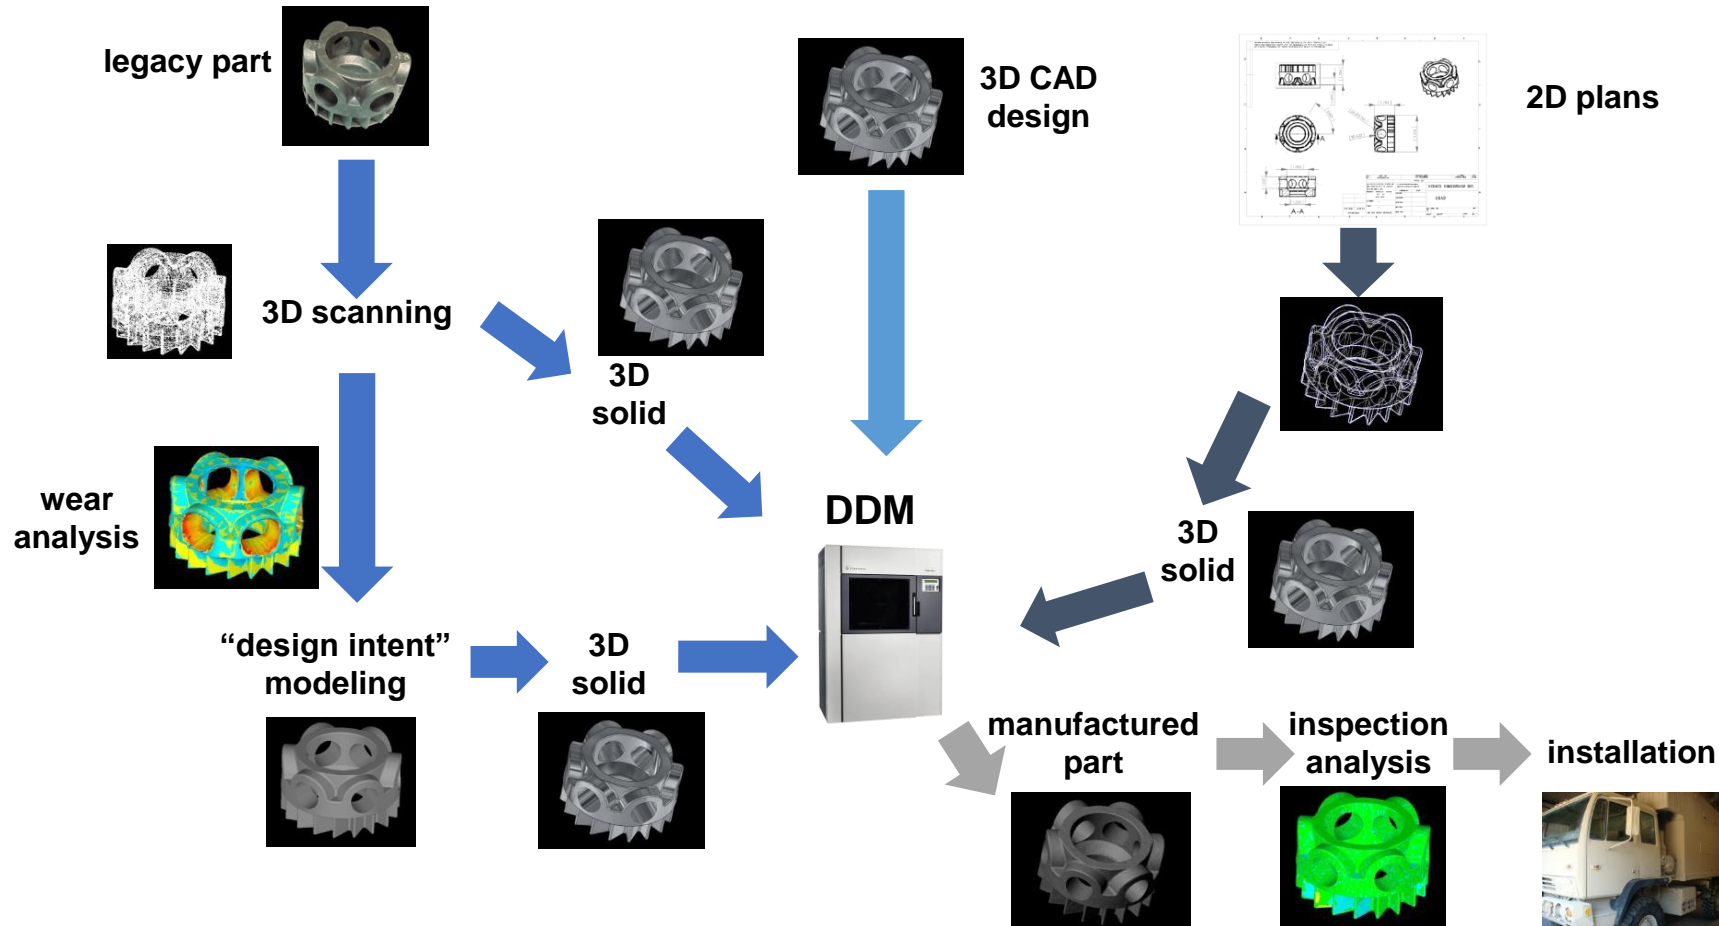 legacy part
3D CAD
design
2D plans
3D scanning
3D
solid
wear
analysis
DDM
3D
solid
“design intent”
modeling
3D
solid
manufactured
part
inspection
analysis
installation
A
A-A